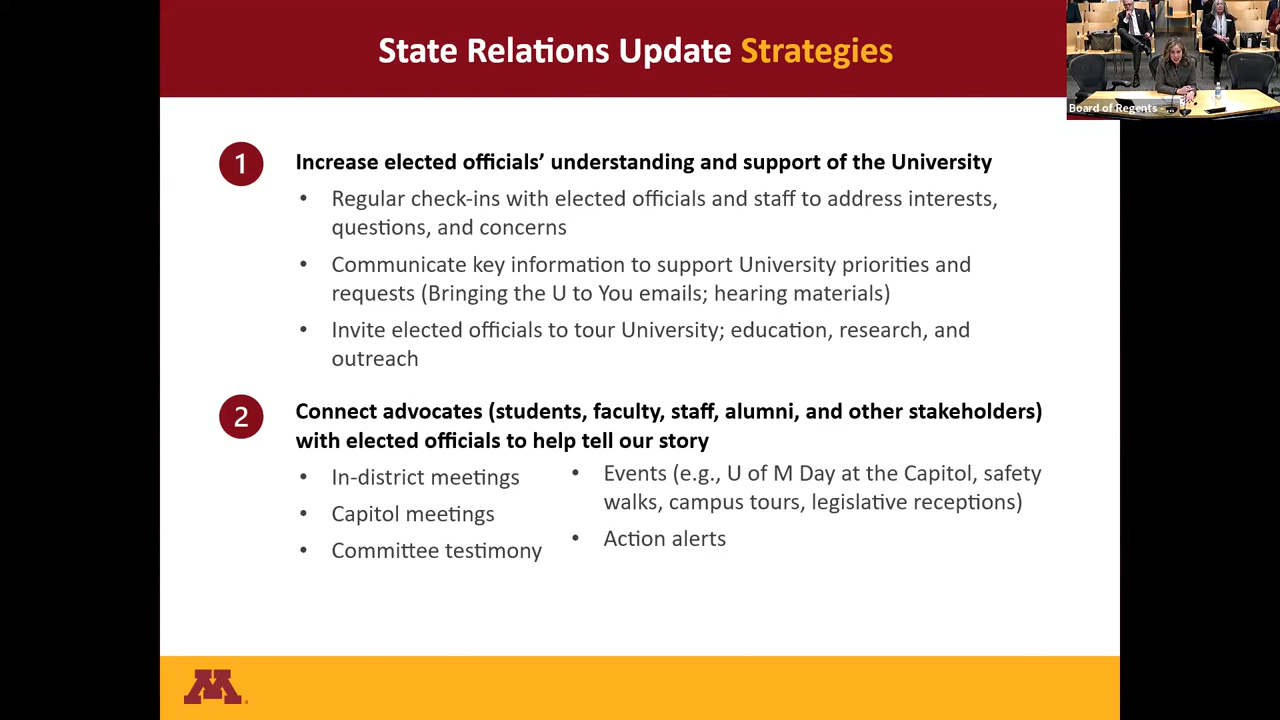 State Relations Update Strategies
Board of Regents - ...
1
Increase elected officials’ understanding and support of the University
• Regular check-ins with elected officials and staff to address interests,
questions, and concerns
• Communicate key information to support University priorities and
requests (Bringing the U to You emails; hearing materials)
• Invite elected officials to tour University; education, research, and
outreach
2
Connect advocates (students, faculty, staff, alumni, and other stakeholders)
with elected officials to help tell our story
• In-district meetings
• Capitol meetings
• Committee testimony
• Events (e.g., U of M Day at the Capitol, safety
walks, campus tours, legislative receptions)
• Action alerts
M